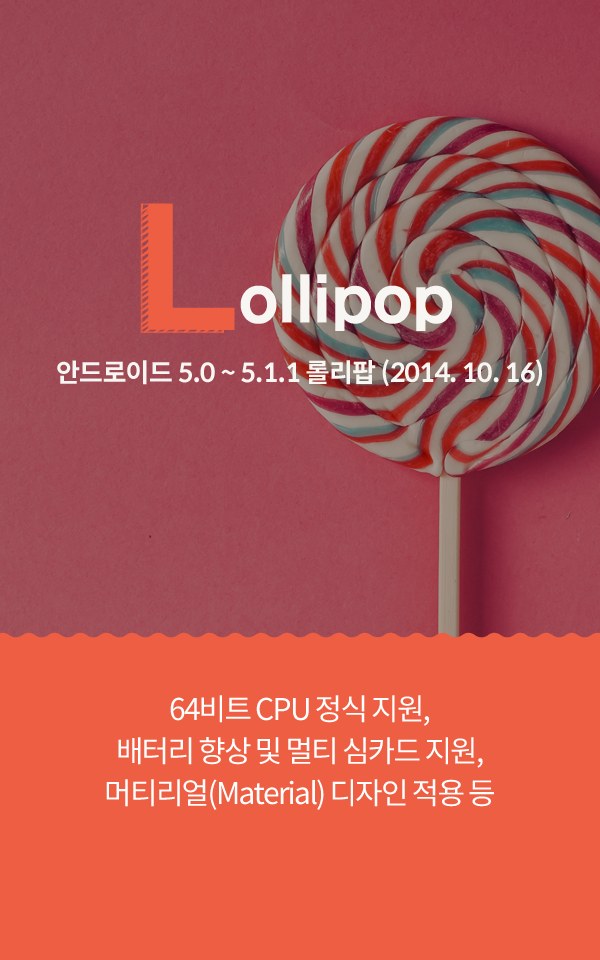 Lollipop
안드로이드 5.0 ~ 5.1.1 롤리팝 (2014. 10. 16)
64비트 CPU 정식 지원,
배터리 향상 및 멀티 심카드 지원,
머티리얼(Material) 디자인 적용 등